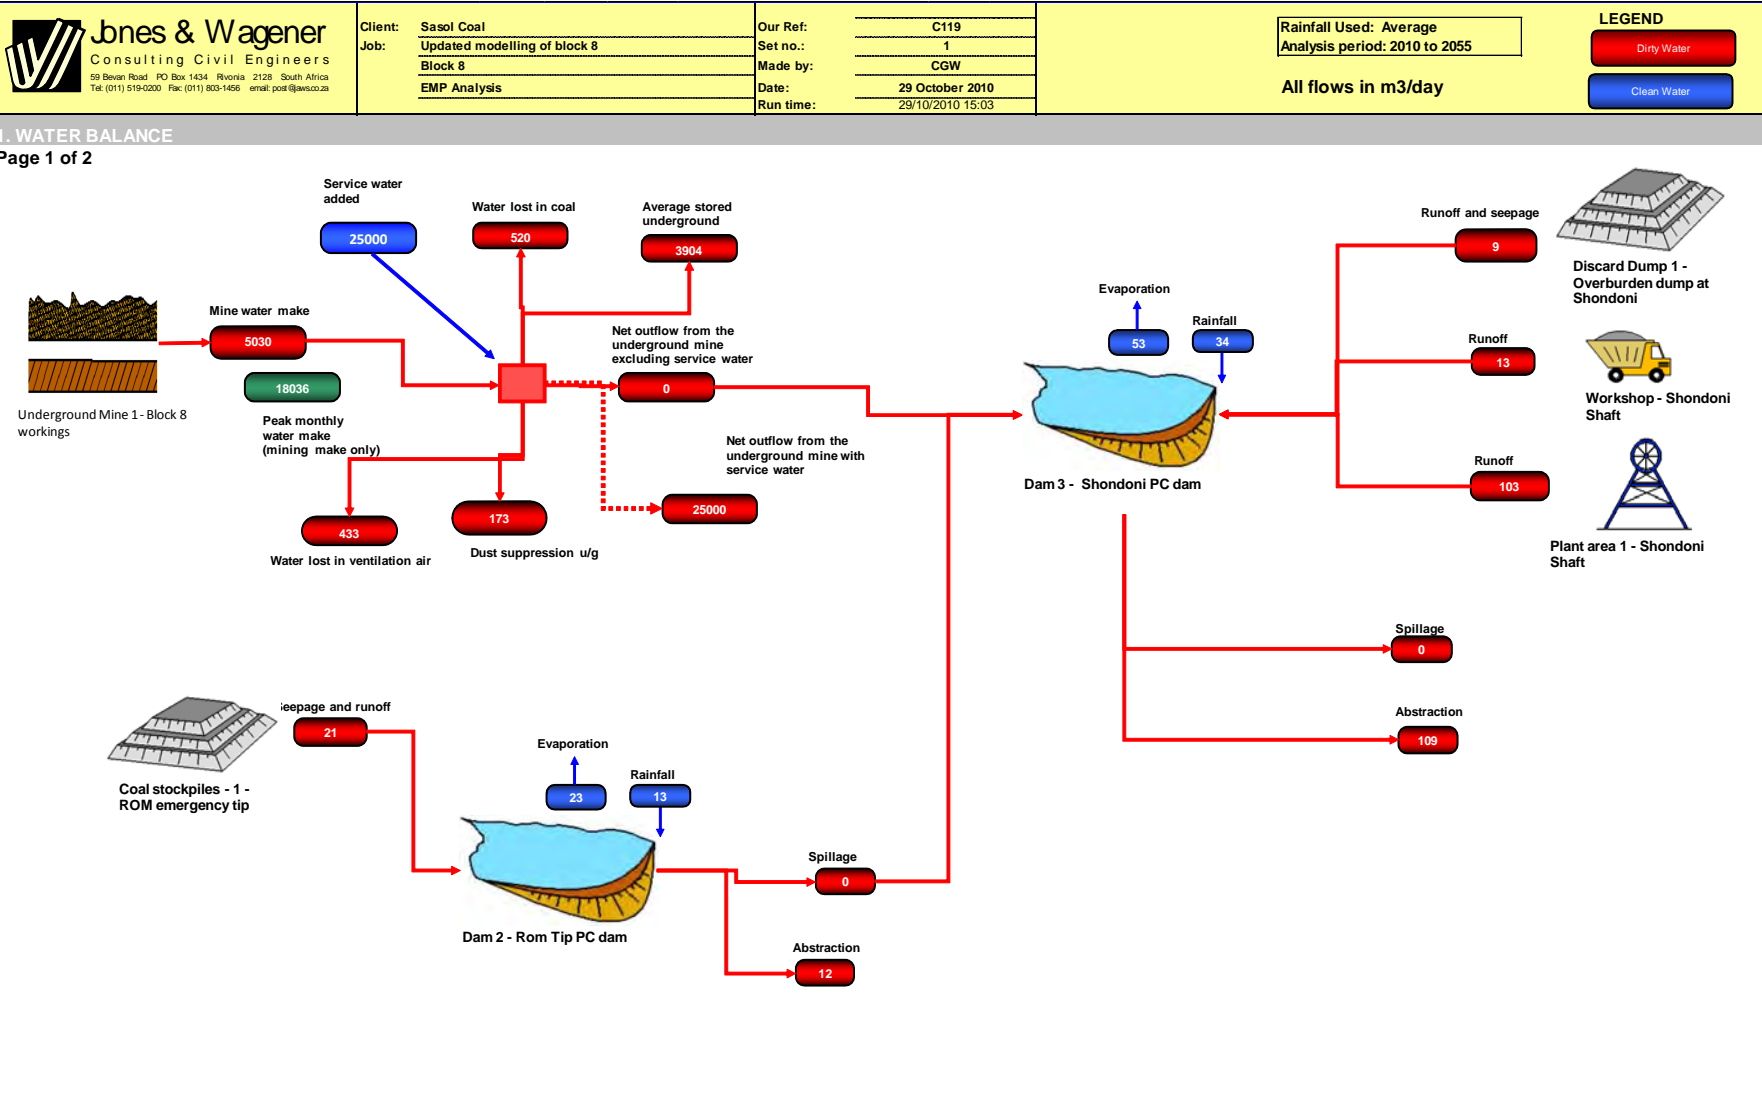 Jones & Wagener
Consulting Civil Engineers
59 Bevan Road PO Box 1434 Rivonia 2128 South Africa
Tel: (011) 519-0200 Fax: (011) 803-1456 email: post@jaws.co.za
Client: Sasol Coal
Job: Updated modelling of block 8
Block 8
EMP Analysis
Our Ref: C119
Set no.: 1
Made by: CGW
Date: 29 October 2010
Run time: 29/10/2010 15:03
Rainfall Used: Average
Analysis period: 2010 to 2055
All flows in m3/day
LEGEND
Dirty Water
Clean Water
1. WATER BALANCE
Page 1 of 2
Service water
added
25000
Water lost in coal
520
Average stored
underground
3904
Mine water make
5030
18036
Peak monthly
water make
(mining make only)
Underground Mine 1 - Block 8
workings
Net outflow from the
underground mine
excluding service water
0
Net outflow from the
underground mine with
service water
25000
433
Water lost in ventilation air
173
Dust suppression u/g
Evaporation
53
Rainfall
34
Dam 3 - Shondoni PC dam
Runoff and seepage
9
Discard Dump 1 -
Overburden dump at
Shondoni
Runoff
13
Workshop - Shondoni
Shaft
Runoff
103
Plant area 1 - Shondoni
Shaft
Spillage
0
Abstraction
109
Seepage and runoff
21
Coal stockpiles - 1 -
ROM emergency tip
Evaporation
23
Rainfall
13
Dam 2 - Rom Tip PC dam
Spillage
0
Abstraction
12